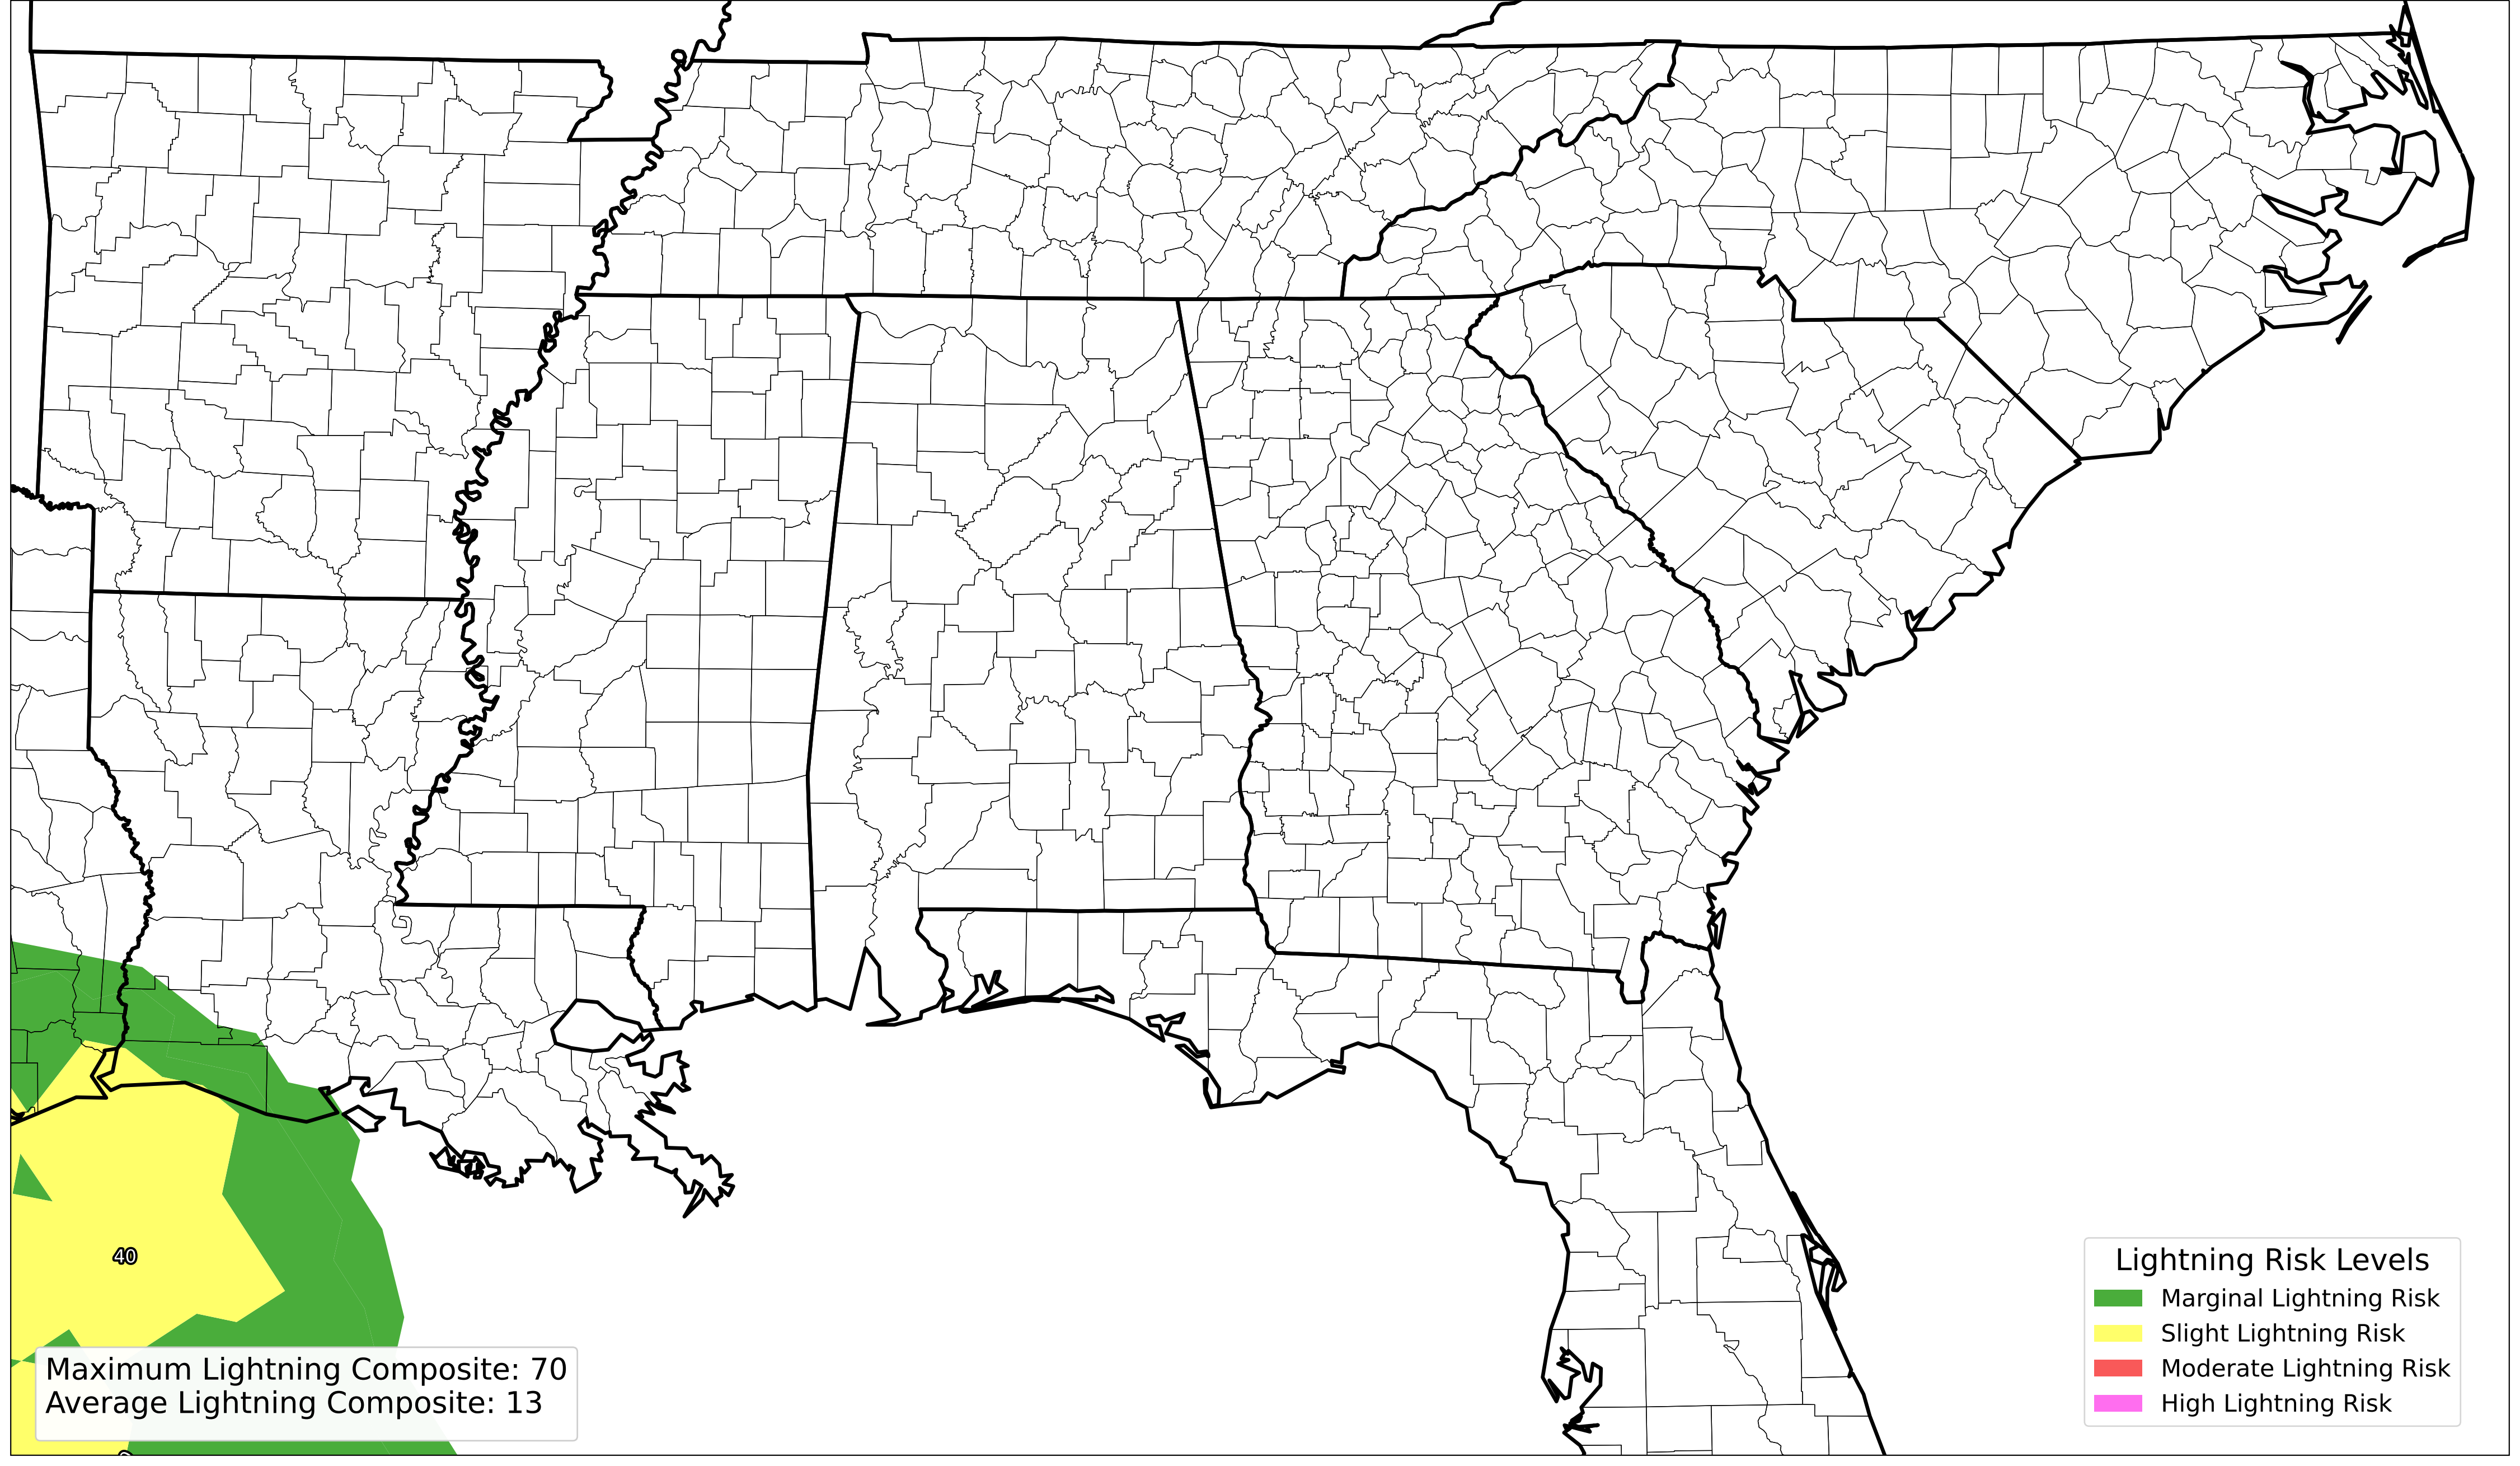 40
Maximum Lightning Composite: 70
Average Lightning Composite: 13
Lightning Risk Levels
Marginal Lightning Risk
Slight Lightning Risk
Moderate Lightning Risk
High Lightning Risk